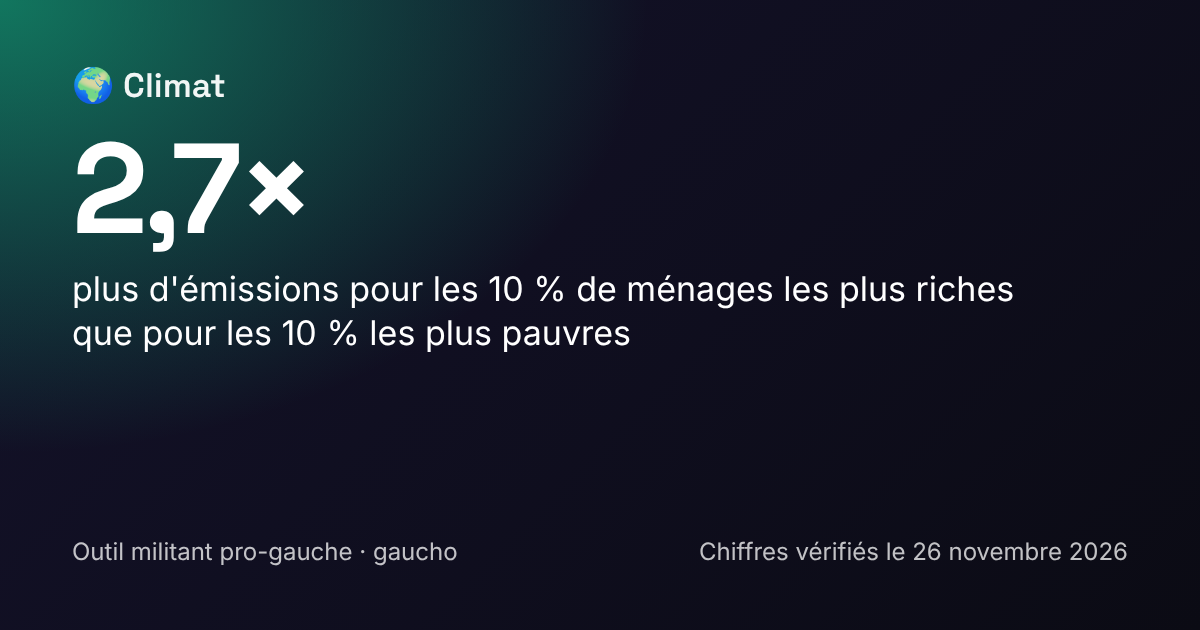 Climat
2,7×
plus d'émissions pour les 10 % de ménages les plus riches
que pour les 10 % les plus pauvres
Outil militant pro-gauche · gaucho
Chiffres vérifiés le 26 novembre 2026